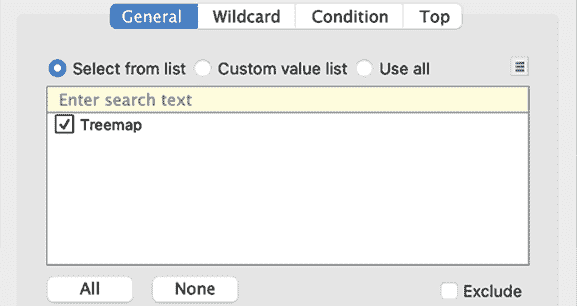 General Wildcard Condition Top
Select from list Custom value list Use all
Enter search text
Treemap
All None Exclude